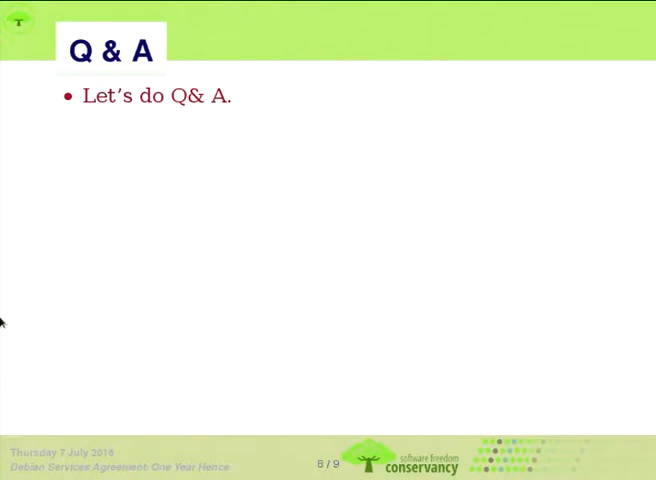 Q & A
• Let's do Q& A.
Thursday 7 July 2016
Debian Services Agreement: One Year Hence
8 / 9
software freedom
conservancy